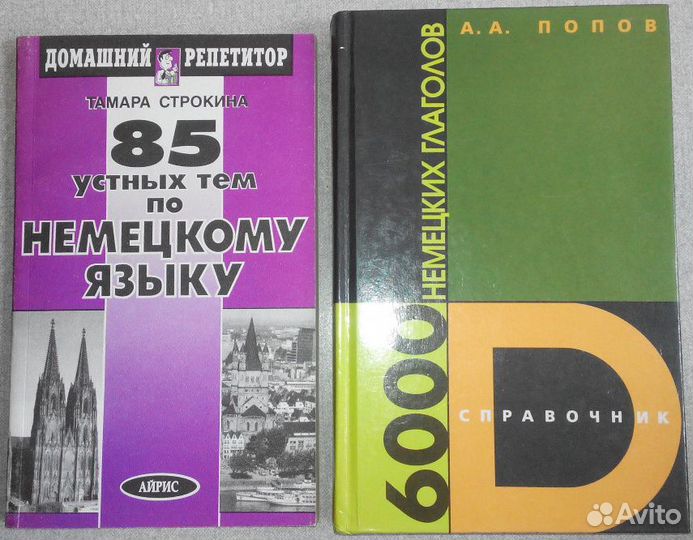 ДОМАШНИЙ РЕПЕТИТОР
ТАМАРА СТРОКИНА
85
УСТНЫХ ТЕМ
ПО
НЕМЕЦКОМУ
ЯЗЫКУ
АЙРИС
А. А. ПОПОВ
6000
НЕМЕЦКИХ ГЛАГОЛОВ
D
СПРАВОЧНИК
Avito